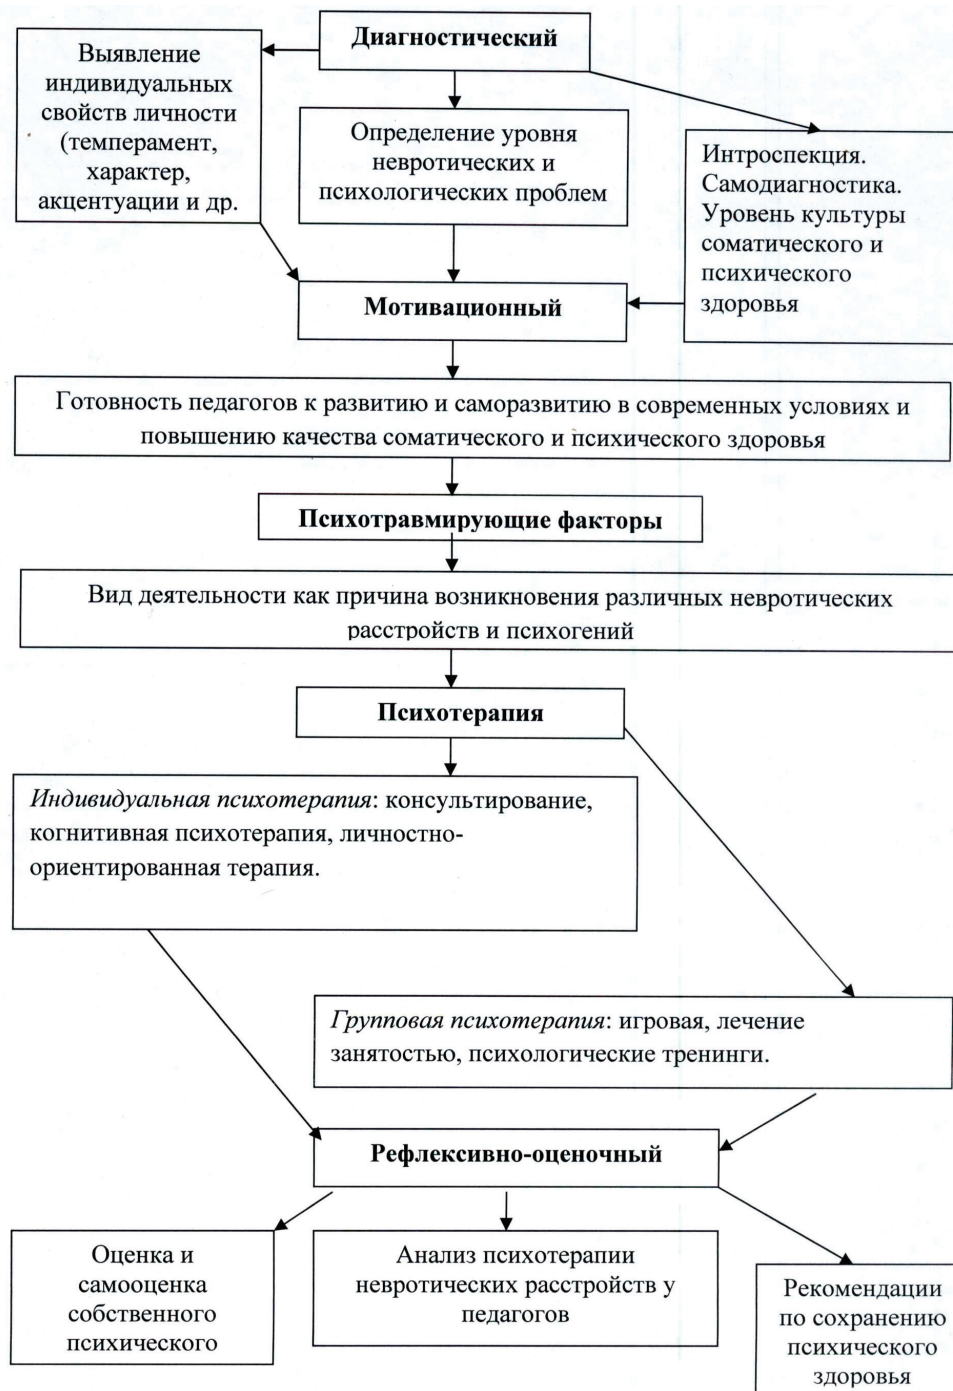 Диагностический
Выявление
индивидуальных
свойств личности
(темперамент,
характер,
акцентуации и др.
Определение уровня
невротических и
психологических проблем
Интроспекция.
Самодиагностика.
Уровень культуры
соматического и
психического
здоровья
Мотивационный
Готовность педагогов к развитию и саморазвитию в современных условиях и
повышению качества соматического и психического здоровья
Психотравмирующие факторы
Вид деятельности как причина возникновения различных невротических
расстройств и психогений
Психотерапия
Индивидуальная психотерапия: консультирование,
когнитивная психотерапия, личностно-
ориентированная терапия.
Групповая психотерапия: игровая, лечение
занятостью, психологические тренинги.
Рефлексивно-оценочный
Оценка и
самооценка
собственного
психического
Анализ психотерапии
невротических расстройств у
педагогов
Рекомендации
по сохранению
психического
здоровья